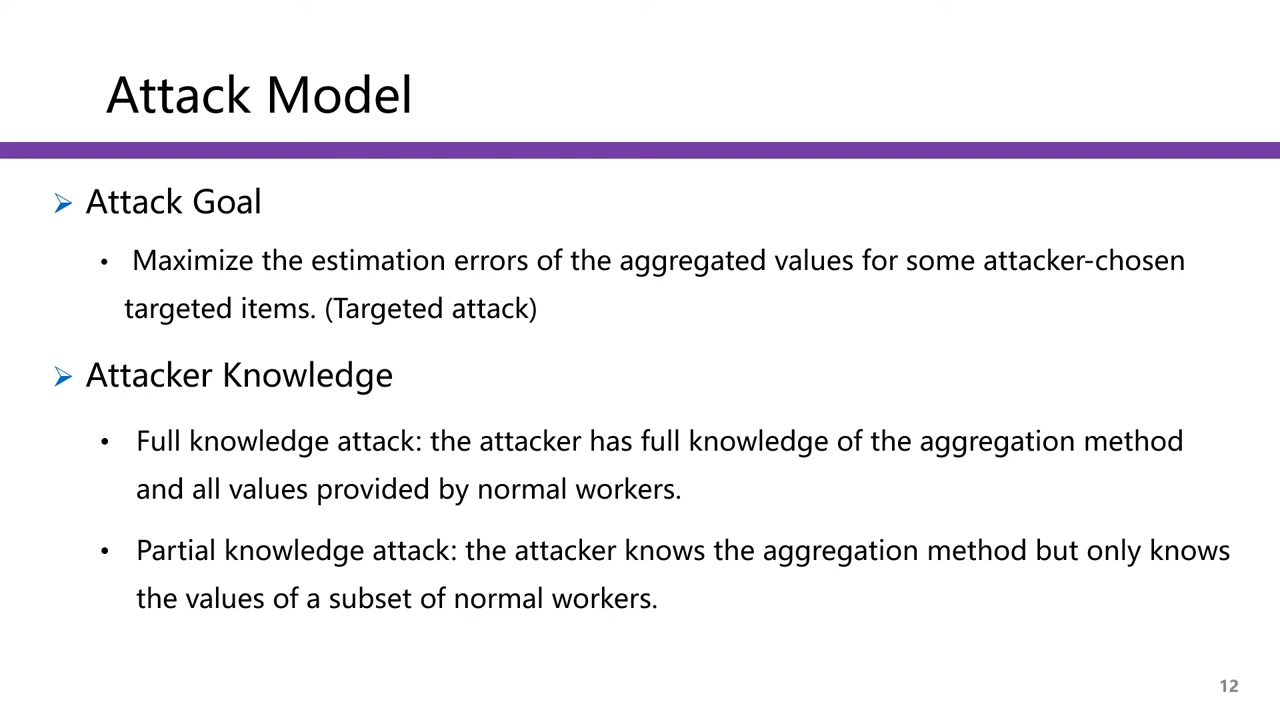 Attack Model
➢ Attack Goal
• Maximize the estimation errors of the aggregated values for some attacker-chosen
targeted items. (Targeted attack)
➢ Attacker Knowledge
• Full knowledge attack: the attacker has full knowledge of the aggregation method
and all values provided by normal workers.
• Partial knowledge attack: the attacker knows the aggregation method but only knows
the values of a subset of normal workers.
12